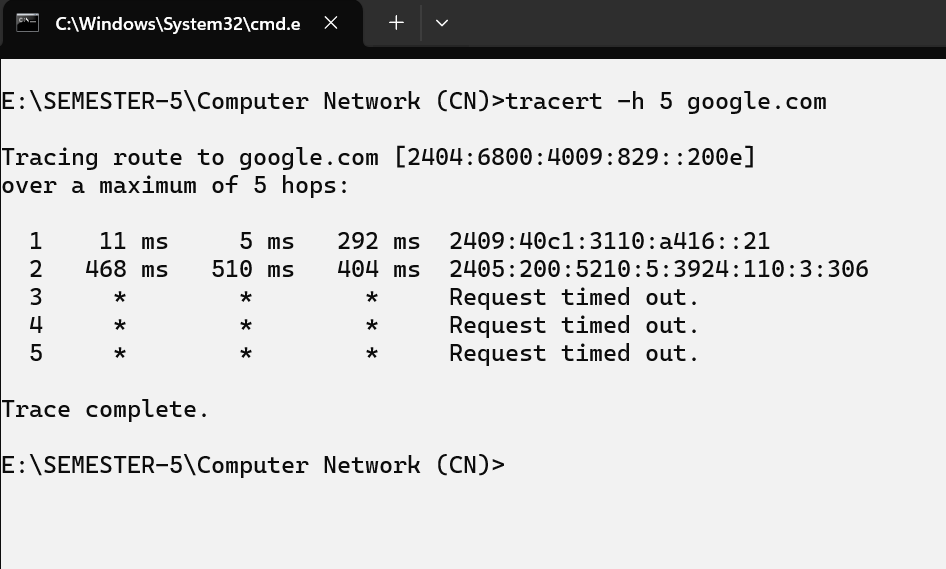 C:\Windows\System32\cmd.e
E:\SEMESTER-5\Computer Network (CN)>tracert -h 5 google.com
Tracing route to google.com [2404:6800:4009:829::200e]
over a maximum of 5 hops:
1 11 ms 5 ms 292 ms 2409:40c1:3110:a416::21
2 468 ms 510 ms 404 ms 2405:200:5210:5:3924:110:3:306
3 * * * Request timed out.
4 * * * Request timed out.
5 * * * Request timed out.
Trace complete.
E:\SEMESTER-5\Computer Network (CN)>